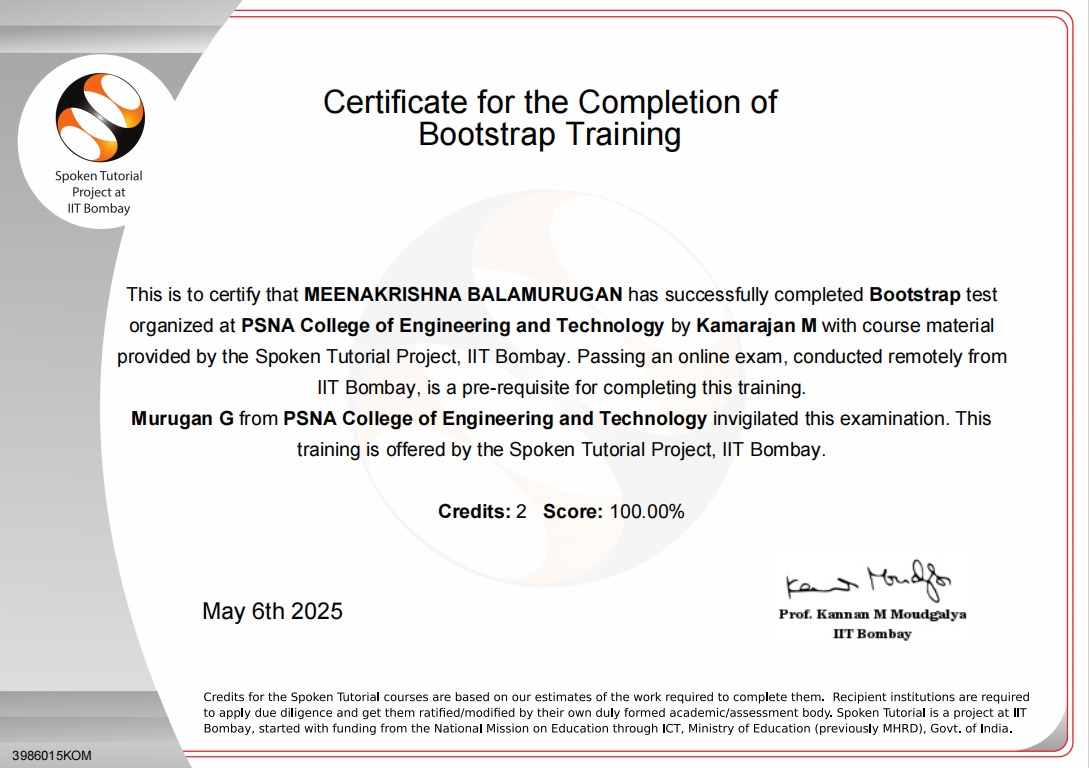 Spoken Tutorial
Project at
IIT Bombay
Certificate for the Completion of
Bootstrap Training
This is to certify that MEENAKRISHNA BALAMURUGAN has successfully completed Bootstrap test
organized at PSNA College of Engineering and Technology by Kamarajan M with course material
provided by the Spoken Tutorial Project, IIT Bombay. Passing an online exam, conducted remotely from
IIT Bombay, is a pre-requisite for completing this training.
Murugan G from PSNA College of Engineering and Technology invigilated this examination. This
training is offered by the Spoken Tutorial Project, IIT Bombay.
Credits: 2 Score: 100.00%
May 6th 2025
Prof. Kannan M Moudgalya
IIT Bombay
Credits for the Spoken Tutorial courses are based on our estimates of the work required to complete them. Recipient institutions are required
to apply due diligence and get them ratified/modified by their own duly formed academic/assessment body. Spoken Tutorial is a project at IIT
Bombay, started with funding from the National Mission on Education through ICT, Ministry of Education (previously MHRD), Govt. of India.
3986015KOM